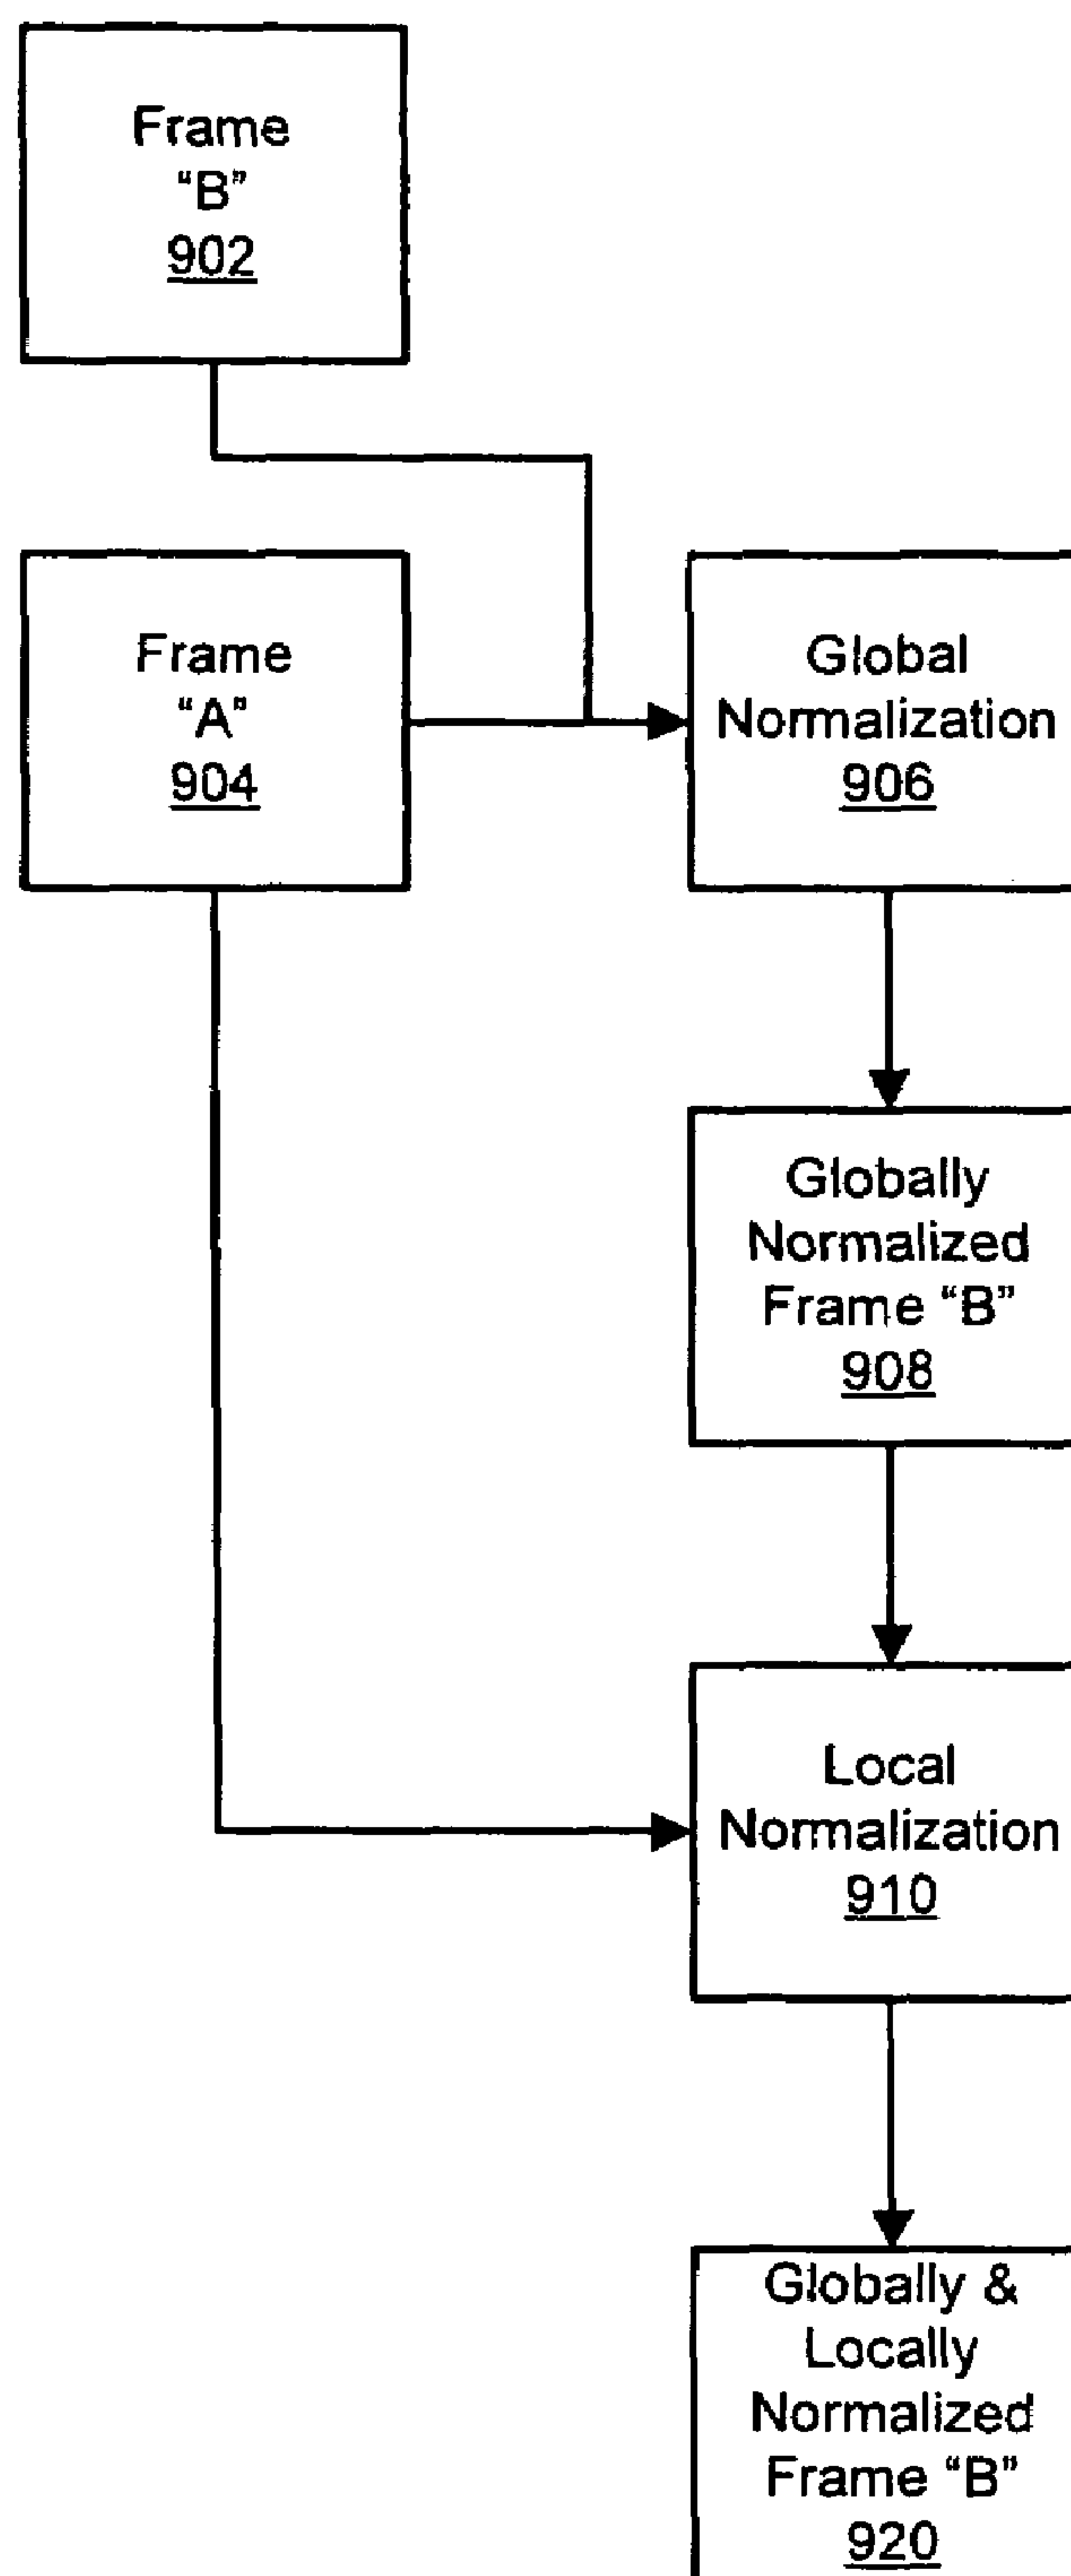 Frame
“B”
902
Frame
“A”
904
Global
Normalization
906
Globally
Normalized
Frame “B”
908
Local
Normalization
910
Globally &
Locally
Normalized
Frame “B”
920